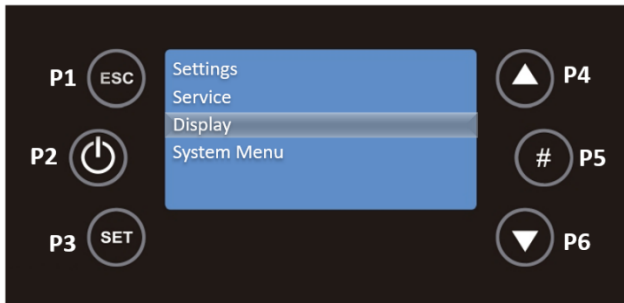 P1 ESC
Settings
Service
Display
System Menu
P4
P2
# P5
P3 SET
P6